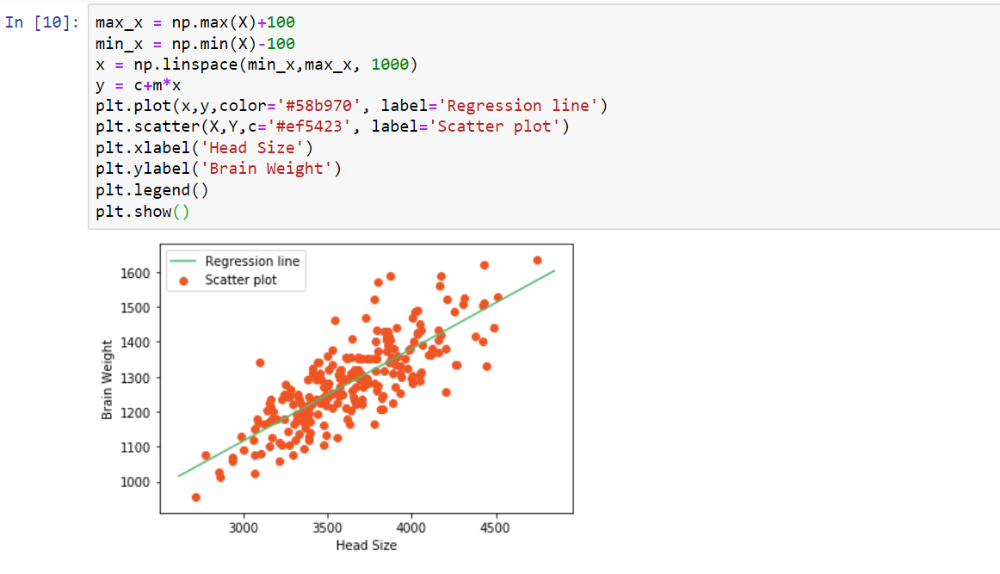 In [10]:
max_x = np.max(X)+100
min_x = np.min(X)-100
x = np.linspace(min_x,max_x, 1000)
y = c+m*x
plt.plot(x,y,color='#58b970', label='Regression line')
plt.scatter(X,Y,c='#ef5423', label='Scatter plot')
plt.xlabel('Head Size')
plt.ylabel('Brain Weight')
plt.legend()
plt.show()
Regression line
Scatter plot
1600
1500
1400
1300
1200
1100
1000
Brain Weight
3000 3500 4000 4500
Head Size